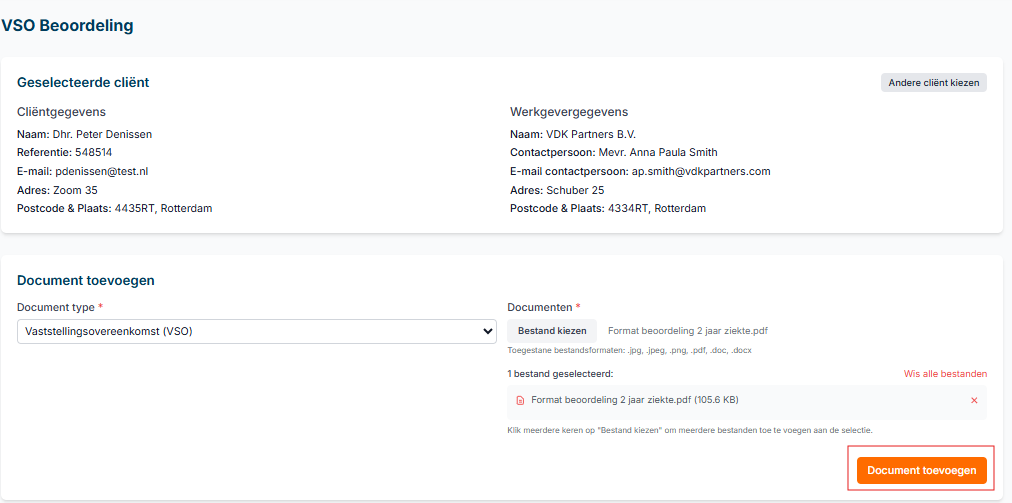 VSO Beoordeling
Geselecteerde cliënt
Andere cliënt kiezen
Cliëntgegevens
Naam: Dhr. Peter Denissen
Referentie: 548514
E-mail: pdenissen@test.nl
Adres: Zoom 35
Postcode & Plaats: 4435RT, Rotterdam
Werkgevergegevens
Naam: VDK Partners B.V.
Contactpersoon: Mevr. Anna Paula Smith
E-mail contactpersoon: ap.smith@vdkpartners.com
Adres: Schuber 25
Postcode & Plaats: 4334RT, Rotterdam
Document toevoegen
Document type *
Vaststellingsovereenkomst (VSO)
Documenten *
Bestand kiezen Format beoordeling 2 jaar ziekte.pdf
Toegestane bestandsformaten: .jpg, .jpeg, .png, .pdf, .doc, .docx
1 bestand geselecteerd: Wis alle bestanden
Format beoordeling 2 jaar ziekte.pdf (105.6 KB)
Klik meerdere keren op "Bestand kiezen" om meerdere bestanden toe te voegen aan de selectie.
Document toevoegen